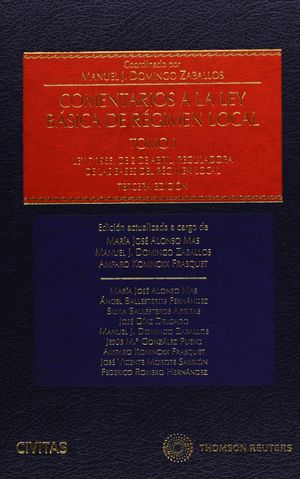 Coordinada por
MANUEL J. DOMINGO ZABALLOS
COMENTARIOS A LA LEY
BÁSICA DE RÉGIMEN LOCAL
TOMO I
LEY 7/1985, DE 2 DE ABRIL, REGULADORA
DE LAS BASES DEL RÉGIMEN LOCAL
TERCERA EDICIÓN
Edición actualizada a cargo de
MARÍA JOSÉ ALONSO MAS
MANUEL J. DOMINGO ZABALLOS
AMPARO KONINCKX FRASQUET
MARÍA JOSÉ ALONSO MAS
ÁNGEL BALLESTEROS FERNÁNDEZ
SILVIA BALLESTEROS ARRIBAS
JOSÉ DÍAZ DELGADO
MANUEL J. DOMINGO ZABALLOS
JESÚS Mª GONZÁLEZ PUEYO
AMPARO KONINCKX FRASQUET
JOSÉ VICENTE MOROTE SARRIÓN
FEDERICO ROMERO HERNÁNDEZ
CIVITAS
THOMSON REUTERS